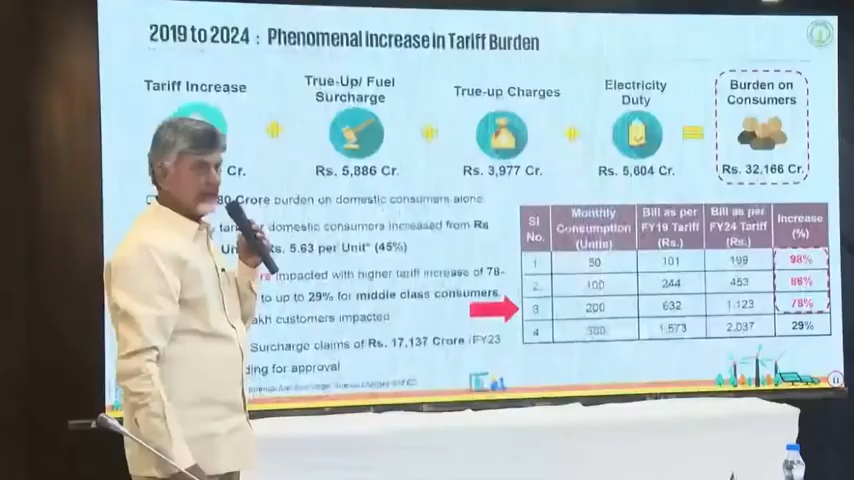 2019 to 2024 : Phenomenal Increase in Tariff Burden
Tariff Increase
Cr.
True-Up/ Fuel
Surcharge
Rs. 5,886 Cr.
True-up Charges
Rs. 3,977 Cr.
Electricity
Duty
Rs. 5,604 Cr.
Burden on
Consumers
Rs. 32,166 Cr.
80 Crore burden on domestic consumers alone
domestic consumers increased from Rs
Rs. 5.63 per Unit* (45%)
impacted with higher tariff increase of 78-
to up to 29% for middle class consumers.
akh customers impacted
Surcharge claims of Rs. 17,137 Crore (FY23
ding for approval
Sl No. Monthly Consumption (Units) Bill as per FY19 Tariff (Rs.) Bill as per FY24 Tariff (Rs.) Increase (%)
1 50 101 199 98%
2 100 244 453 86%
3 200 632 1,123 78%
4 300 1,573 2,037 29%
11